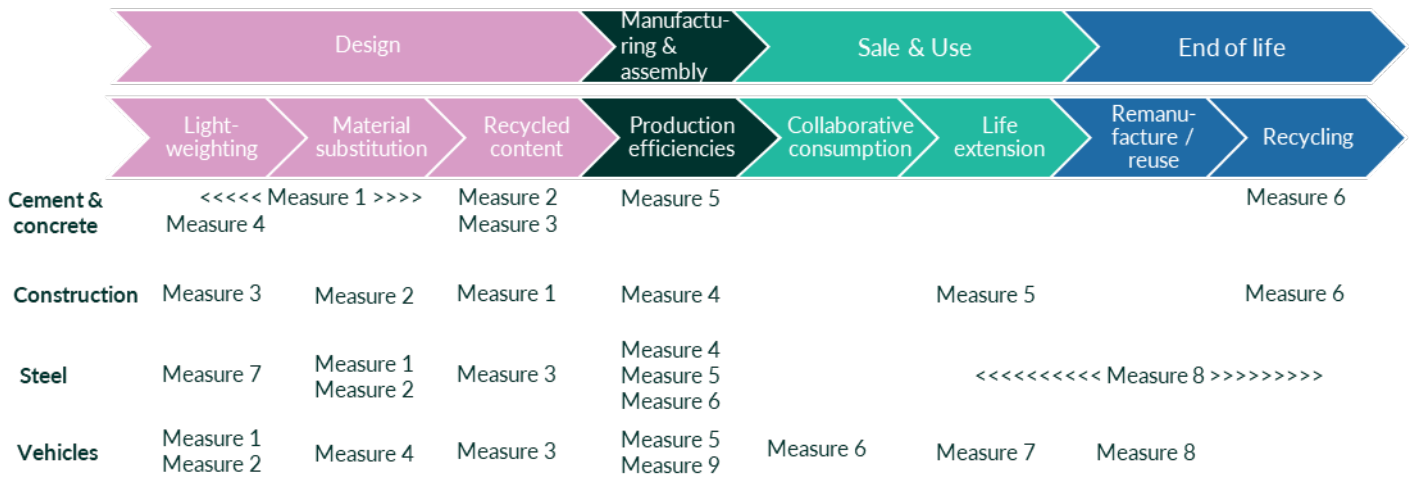 Design
Manufactu-
ring &
assembly
Sale & Use
End of life
Light-
weighting
Material
substitution
Recycled
content
Production
efficiencies
Collaborative
consumption
Life
extension
Remanu-
facture /
reuse
Recycling
Cement &
concrete
<<<<< Measure 1 >>>>
Measure 4
Measure 2
Measure 3
Measure 5
Measure 6
Construction
Measure 3
Measure 2
Measure 1
Measure 4
Measure 5
Measure 6
Steel
Measure 7
Measure 1
Measure 2
Measure 3
Measure 4
Measure 5
Measure 6
<<<<<<<<<< Measure 8 >>>>>>>>>
Vehicles
Measure 1
Measure 2
Measure 4
Measure 3
Measure 5
Measure 9
Measure 6
Measure 7
Measure 8